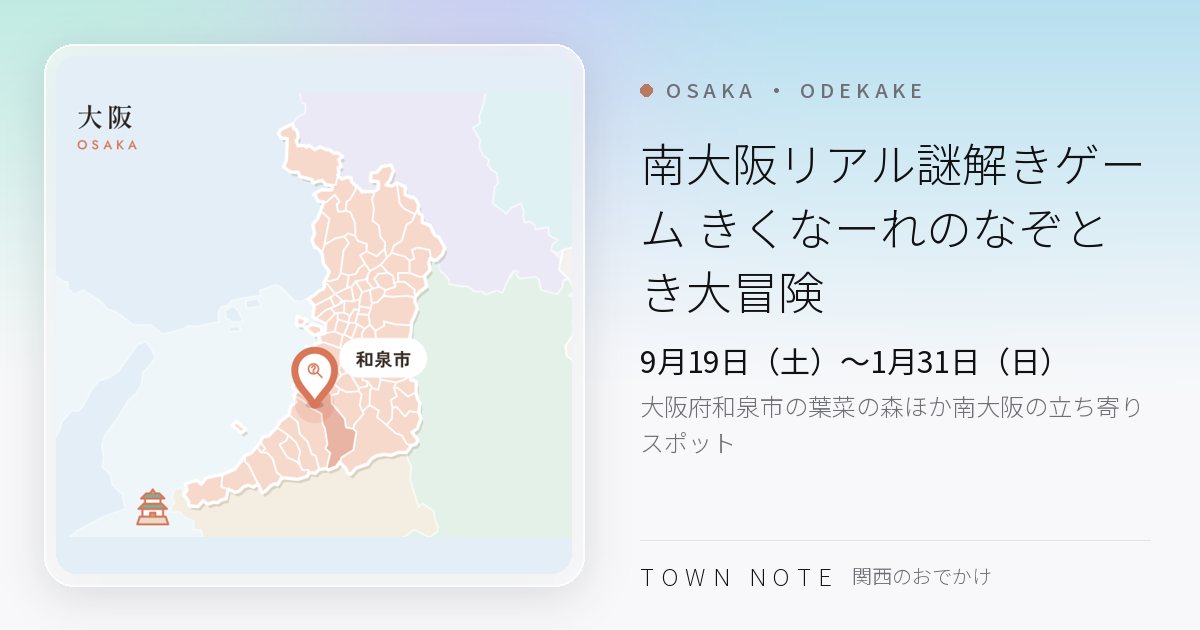 大阪
OSAKA
和泉市
OSAKA • ODEKAKE
南大阪リアル謎解きゲー
ム きくなーれのなぞと
き大冒険
9月19日（土）〜1月31日（日）
大阪府和泉市の葉菜の森ほか南大阪の立ち寄り
スポット
TOWN NOTE 関西のおでかけ